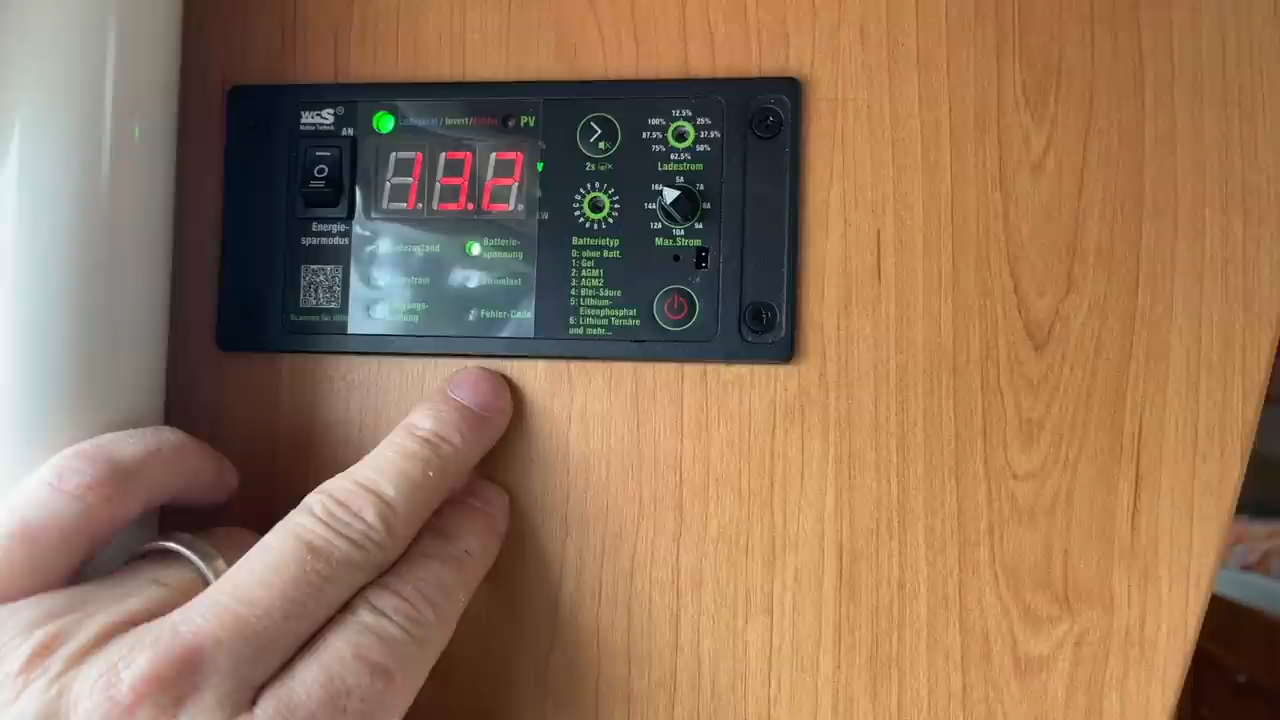 WCS®
Mobile Technik
AN
Energie-
sparmodus
PV
13.2
V
Batterie-
spannung
Fehler-Code
2s
Batterietyp
0: ohne Batt.
1: Gel
2: AGM1
3: AGM2
4: Blei-Säure
5: Lithium-
Eisenphosphat
6: Lithium Ternäre
und mehr...
12.5%
100% 25%
87.5% 37.5%
75% 50%
62.5%
Ladestrom
5A
16A 7A
14A 8A
12A 9A
10A
Max.Strom